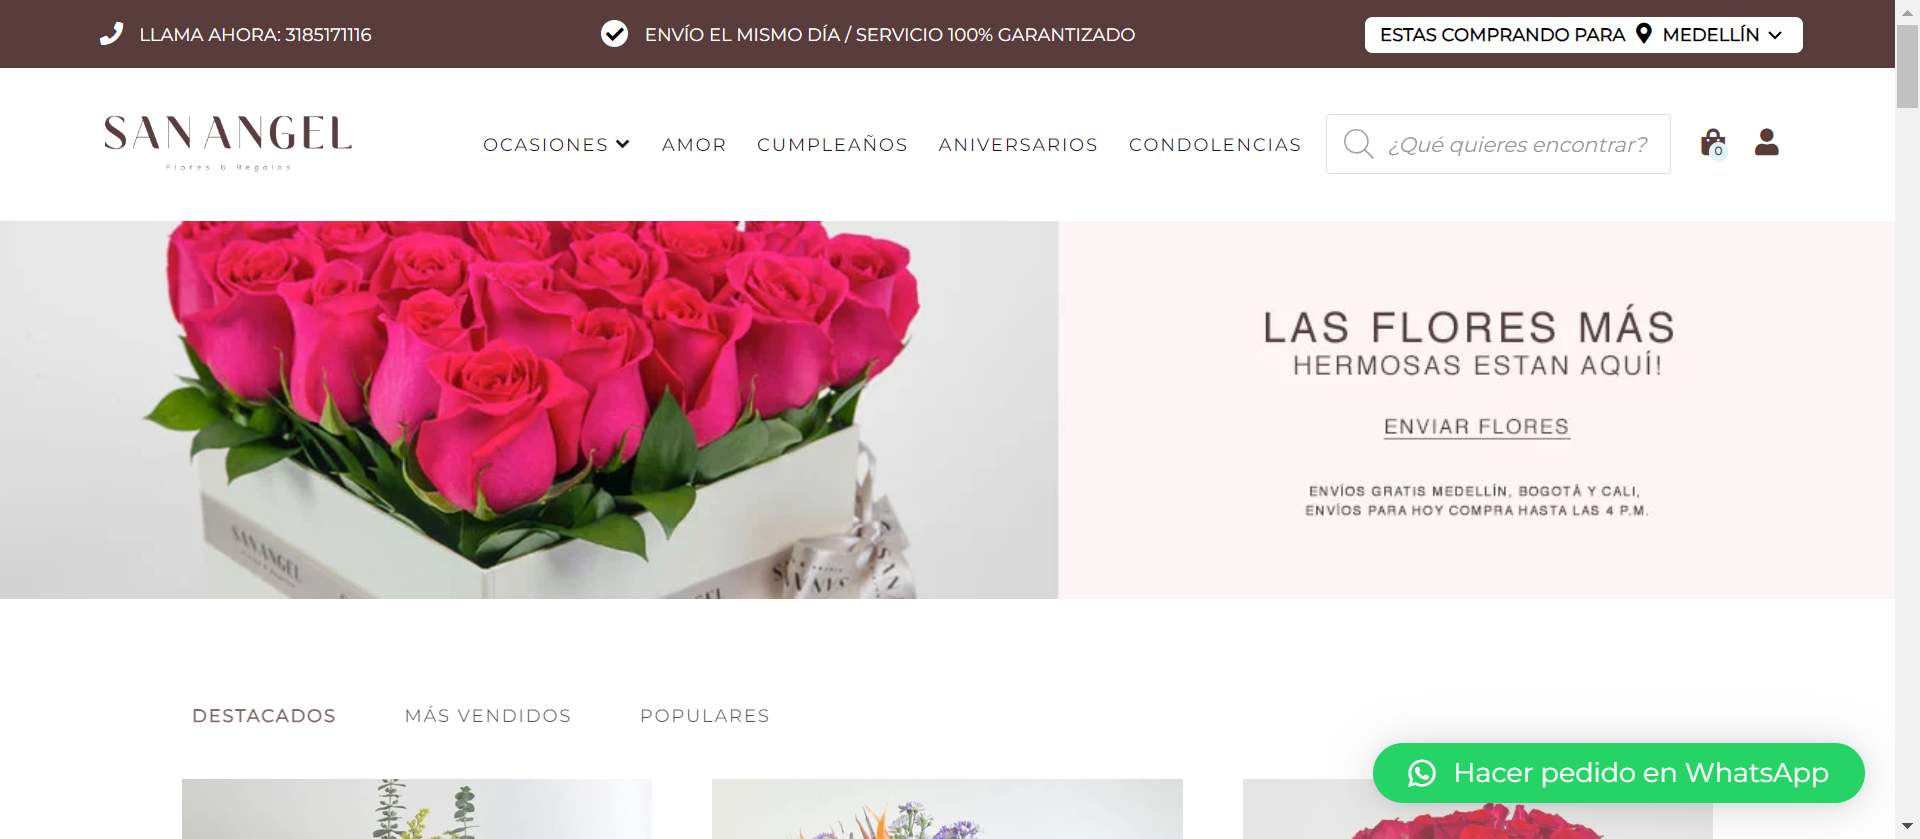 LLAMA AHORA: 3185171116
ENVÍO EL MISMO DÍA / SERVICIO 100% GARANTIZADO
ESTAS COMPRANDO PARA MEDELLÍN
SAN ANGEL
Flores & Regalos
OCASIONES
AMOR
CUMPLEAÑOS
ANIVERSARIOS
CONDOLENCIAS
¿Qué quieres encontrar?
0
LAS FLORES MÁS
HERMOSAS ESTAN AQUÍ!
ENVIAR FLORES
ENVÍOS GRATIS MEDELLÍN, BOGOTÁ Y CALI,
ENVÍOS PARA HOY COMPRA HASTA LAS 4 P.M.
SAN ANGEL
DESTACADOS
MÁS VENDIDOS
POPULARES
Hacer pedido en WhatsApp